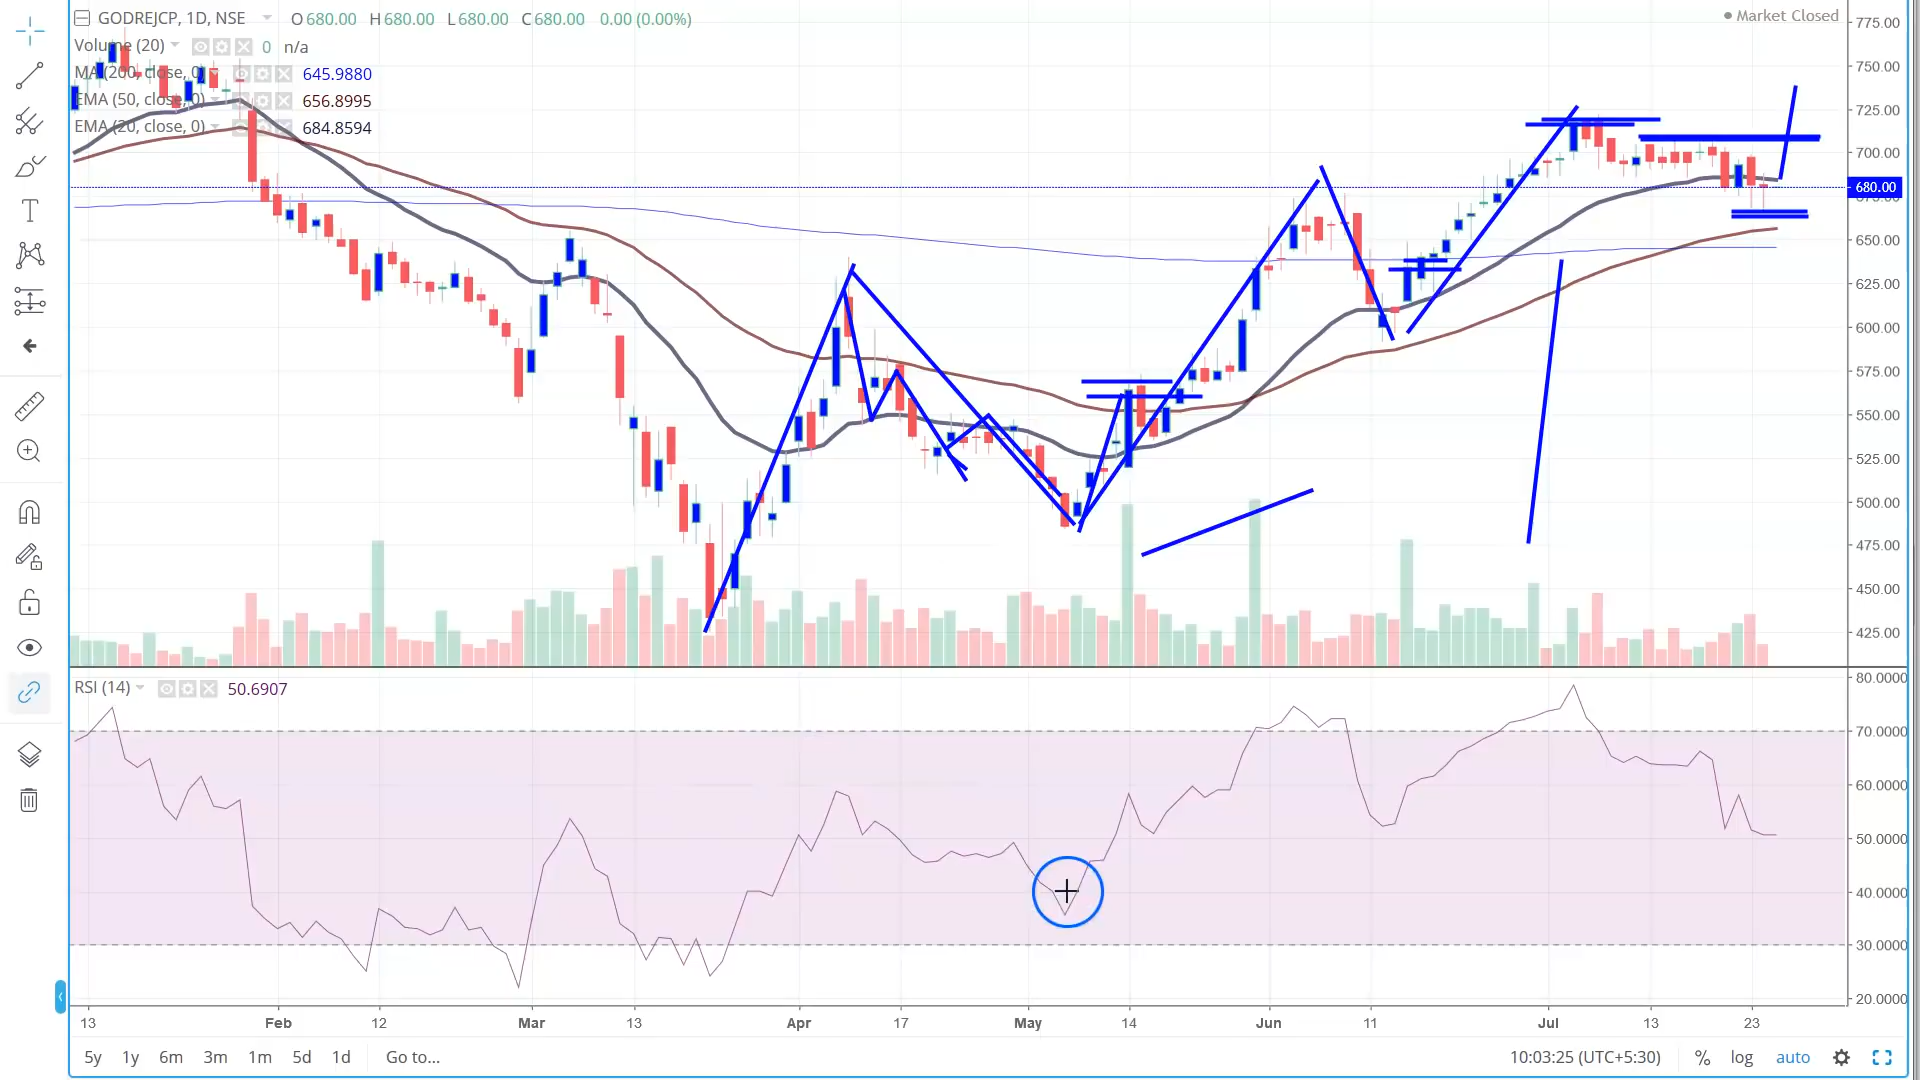 GODREJCP, 1D, NSE O 680.00 H 680.00 L 680.00 C 680.00 0.00 (0.00%)
Market Closed
Volume (20) 0 n/a
MA (200, close, 0) 645.9880
EMA (50, close, 0) 656.8995
EMA (20, close, 0) 684.8594
775.00
750.00
725.00
700.00
680.00
650.00
625.00
600.00
575.00
550.00
525.00
500.00
475.00
450.00
425.00
RSI (14) 50.6907
80.0000
70.0000
60.0000
50.0000
40.0000
30.0000
20.0000
13 Feb 12 Mar 13 Apr 17 May 14 Jun 11 Jul 13 23
5y 1y 6m 3m 1m 5d 1d Go to... 10:03:25 (UTC+5:30) % log auto